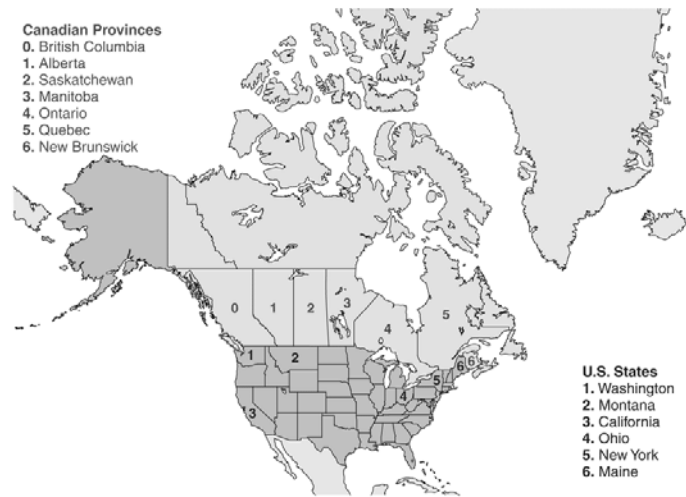 Canadian Provinces
0. British Columbia
1. Alberta
2. Saskatchewan
3. Manitoba
4. Ontario
5. Quebec
6. New Brunswick
0
1
2
3
4
5
1
2
6
6
5
4
3
U.S. States
1. Washington
2. Montana
3. California
4. Ohio
5. New York
6. Maine